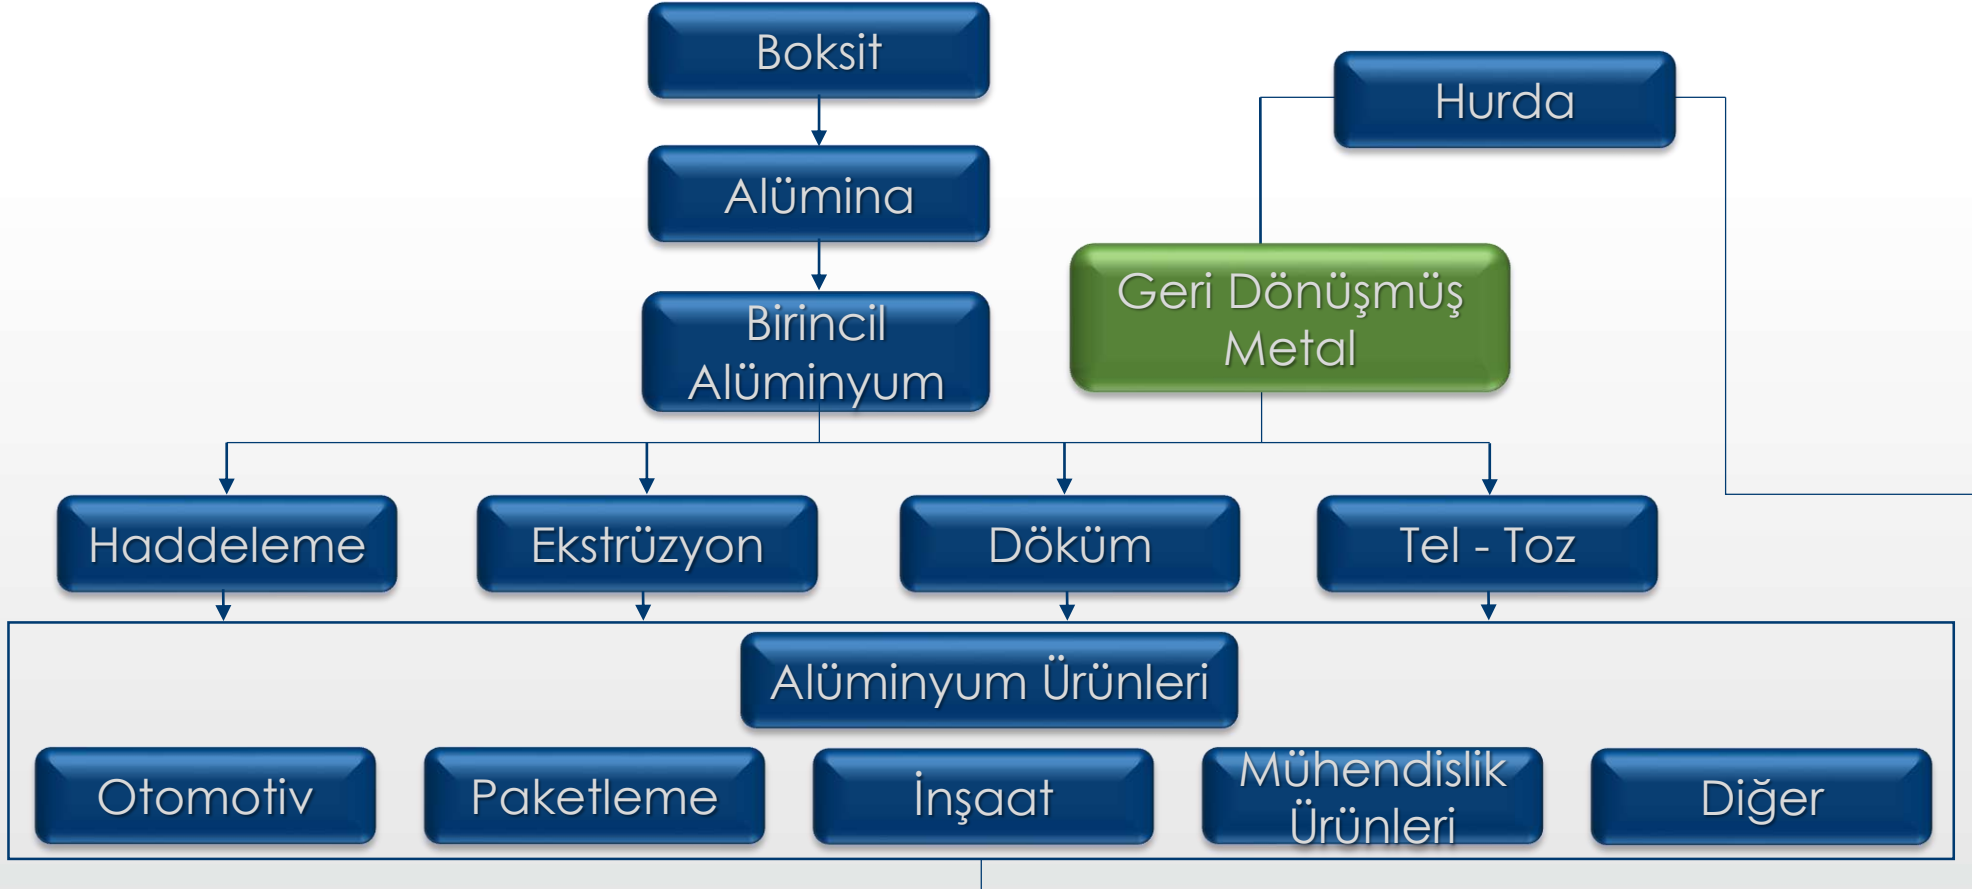 Boksit
Hurda
Alümina
Geri Dönüşmüş
Metal
Birincil
Alüminyum
Haddeleme
Ekstrüzyon
Döküm
Tel - Toz
Alüminyum Ürünleri
Otomotiv
Paketleme
İnşaat
Mühendislik
Ürünleri
Diğer